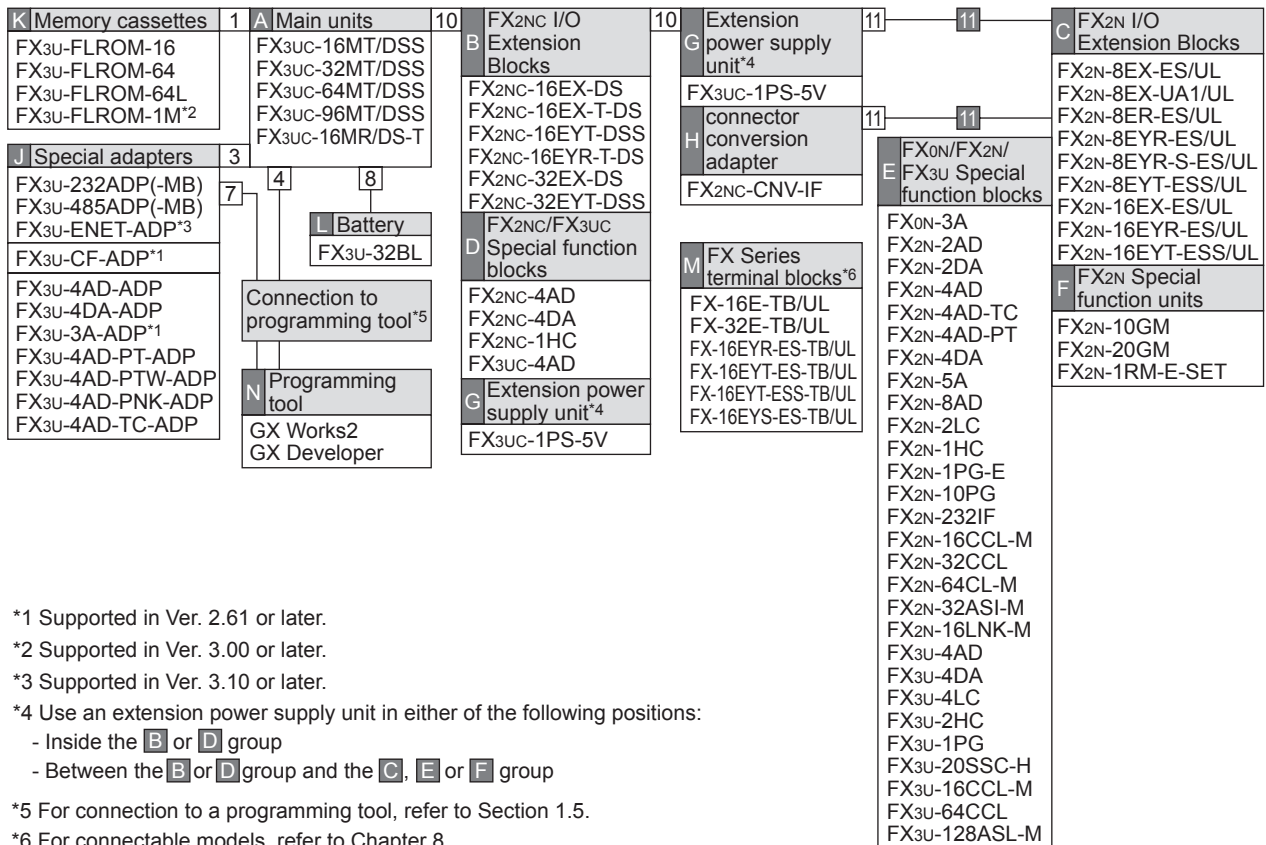 K Memory cassettes
FX3U-FLROM-16
FX3U-FLROM-64
FX3U-FLROM-64L
FX3U-FLROM-1M*2
1
A Main units
FX3UC-16MT/DSS
FX3UC-32MT/DSS
FX3UC-64MT/DSS
FX3UC-96MT/DSS
FX3UC-16MR/DS-T
10
B FX2NC I/O
Extension
Blocks
FX2NC-16EX-DS
FX2NC-16EX-T-DS
FX2NC-16EYT-DSS
FX2NC-16EYR-T-DS
FX2NC-32EX-DS
FX2NC-32EYT-DSS
D FX2NC/FX3UC
Special function
blocks
FX2NC-4AD
FX2NC-4DA
FX2NC-1HC
FX3UC-4AD
G Extension power
supply unit*4
FX3UC-1PS-5V
10
G Extension
power supply
unit*4
FX3UC-1PS-5V
11
11
H connector
conversion
adapter
FX2NC-CNV-IF
11
11
C FX2N I/O
Extension Blocks
FX2N-8EX-ES/UL
FX2N-8EX-UA1/UL
FX2N-8ER-ES/UL
FX2N-8EYR-ES/UL
FX2N-8EYR-S-ES/UL
FX2N-8EYT-ESS/UL
FX2N-16EX-ES/UL
FX2N-16EYR-ES/UL
FX2N-16EYT-ESS/UL
F FX2N Special
function units
FX2N-10GM
FX2N-20GM
FX2N-1RM-E-SET
J Special adapters
3
7
FX3U-232ADP(-MB)
FX3U-485ADP(-MB)
FX3U-ENET-ADP*3
FX3U-CF-ADP*1
FX3U-4AD-ADP
FX3U-4DA-ADP
FX3U-3A-ADP*1
FX3U-4AD-PT-ADP
FX3U-4AD-PTW-ADP
FX3U-4AD-PNK-ADP
FX3U-4AD-TC-ADP
4
8
L Battery
FX3U-32BL
Connection to
programming tool*5
N Programming
tool
GX Works2
GX Developer
M FX Series
terminal blocks*6
FX-16E-TB/UL
FX-32E-TB/UL
FX-16EYR-ES-TB/UL
FX-16EYT-ES-TB/UL
FX-16EYT-ESS-TB/UL
FX-16EYS-ES-TB/UL
E FX0N/FX2N/
FX3U Special
function blocks
FX0N-3A
FX2N-2AD
FX2N-2DA
FX2N-4AD
FX2N-4AD-TC
FX2N-4AD-PT
FX2N-4DA
FX2N-5A
FX2N-8AD
FX2N-2LC
FX2N-1HC
FX2N-1PG-E
FX2N-10PG
FX2N-232IF
FX2N-16CCL-M
FX2N-32CCL
FX2N-64CL-M
FX2N-32ASI-M
FX2N-16LNK-M
FX3U-4AD
FX3U-4DA
FX3U-4LC
FX3U-2HC
FX3U-1PG
FX3U-20SSC-H
FX3U-16CCL-M
FX3U-64CCL
FX3U-128ASL-M
*1 Supported in Ver. 2.61 or later.
*2 Supported in Ver. 3.00 or later.
*3 Supported in Ver. 3.10 or later.
*4 Use an extension power supply unit in either of the following positions:
- Inside the B or D group
- Between the B or D group and the C, E or F group
*5 For connection to a programming tool, refer to Section 1.5.
*6 For connectable models, refer to Chapter 8.